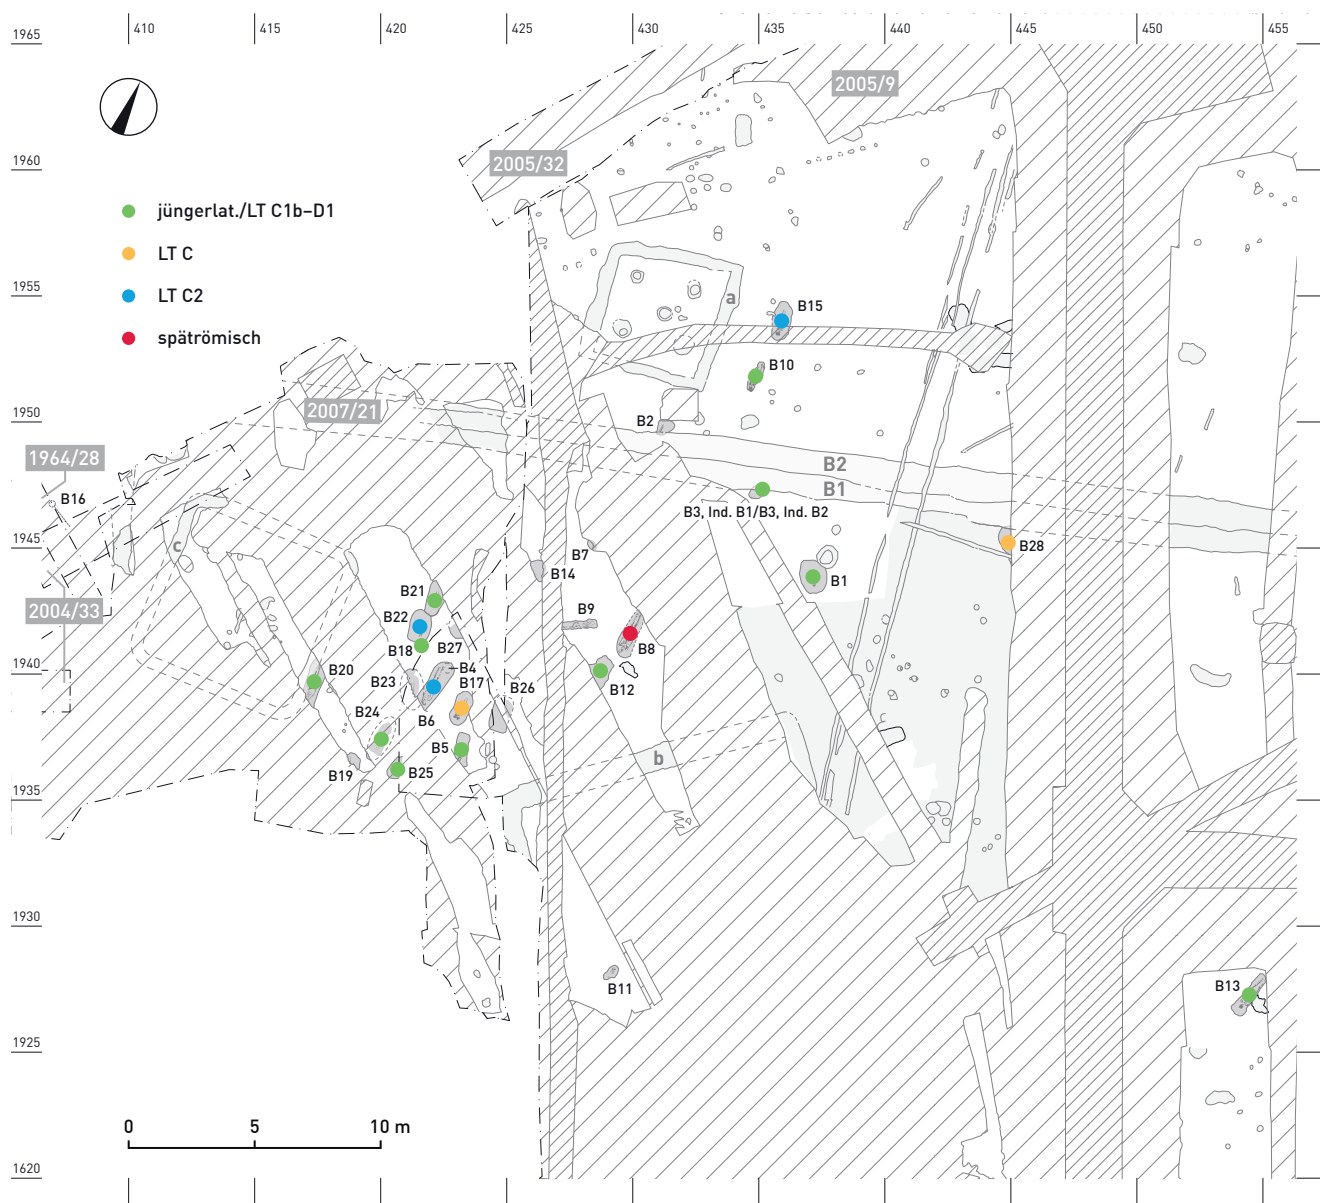 410 415 420 425 430 435 440 445 450 455
1965
2005/9
1960
2005/32
jüngerlat./LT C1b–D1
LT C
1955
LT C2
a
B15
spätrömisch
B10
1950
2007/21
B2
1964/28
B2
B16
B1
B3, Ind. B1/B3, Ind. B2
1945
c
B7
B28
B14
B1
B21
2004/33
B22
B9
B18
B27
B8
1940
B20
B23
B4
B17
B26
B12
B24
B6
B5
b
B19
B25
1935
1930
B11
B13
1925
0 5 10 m
1620